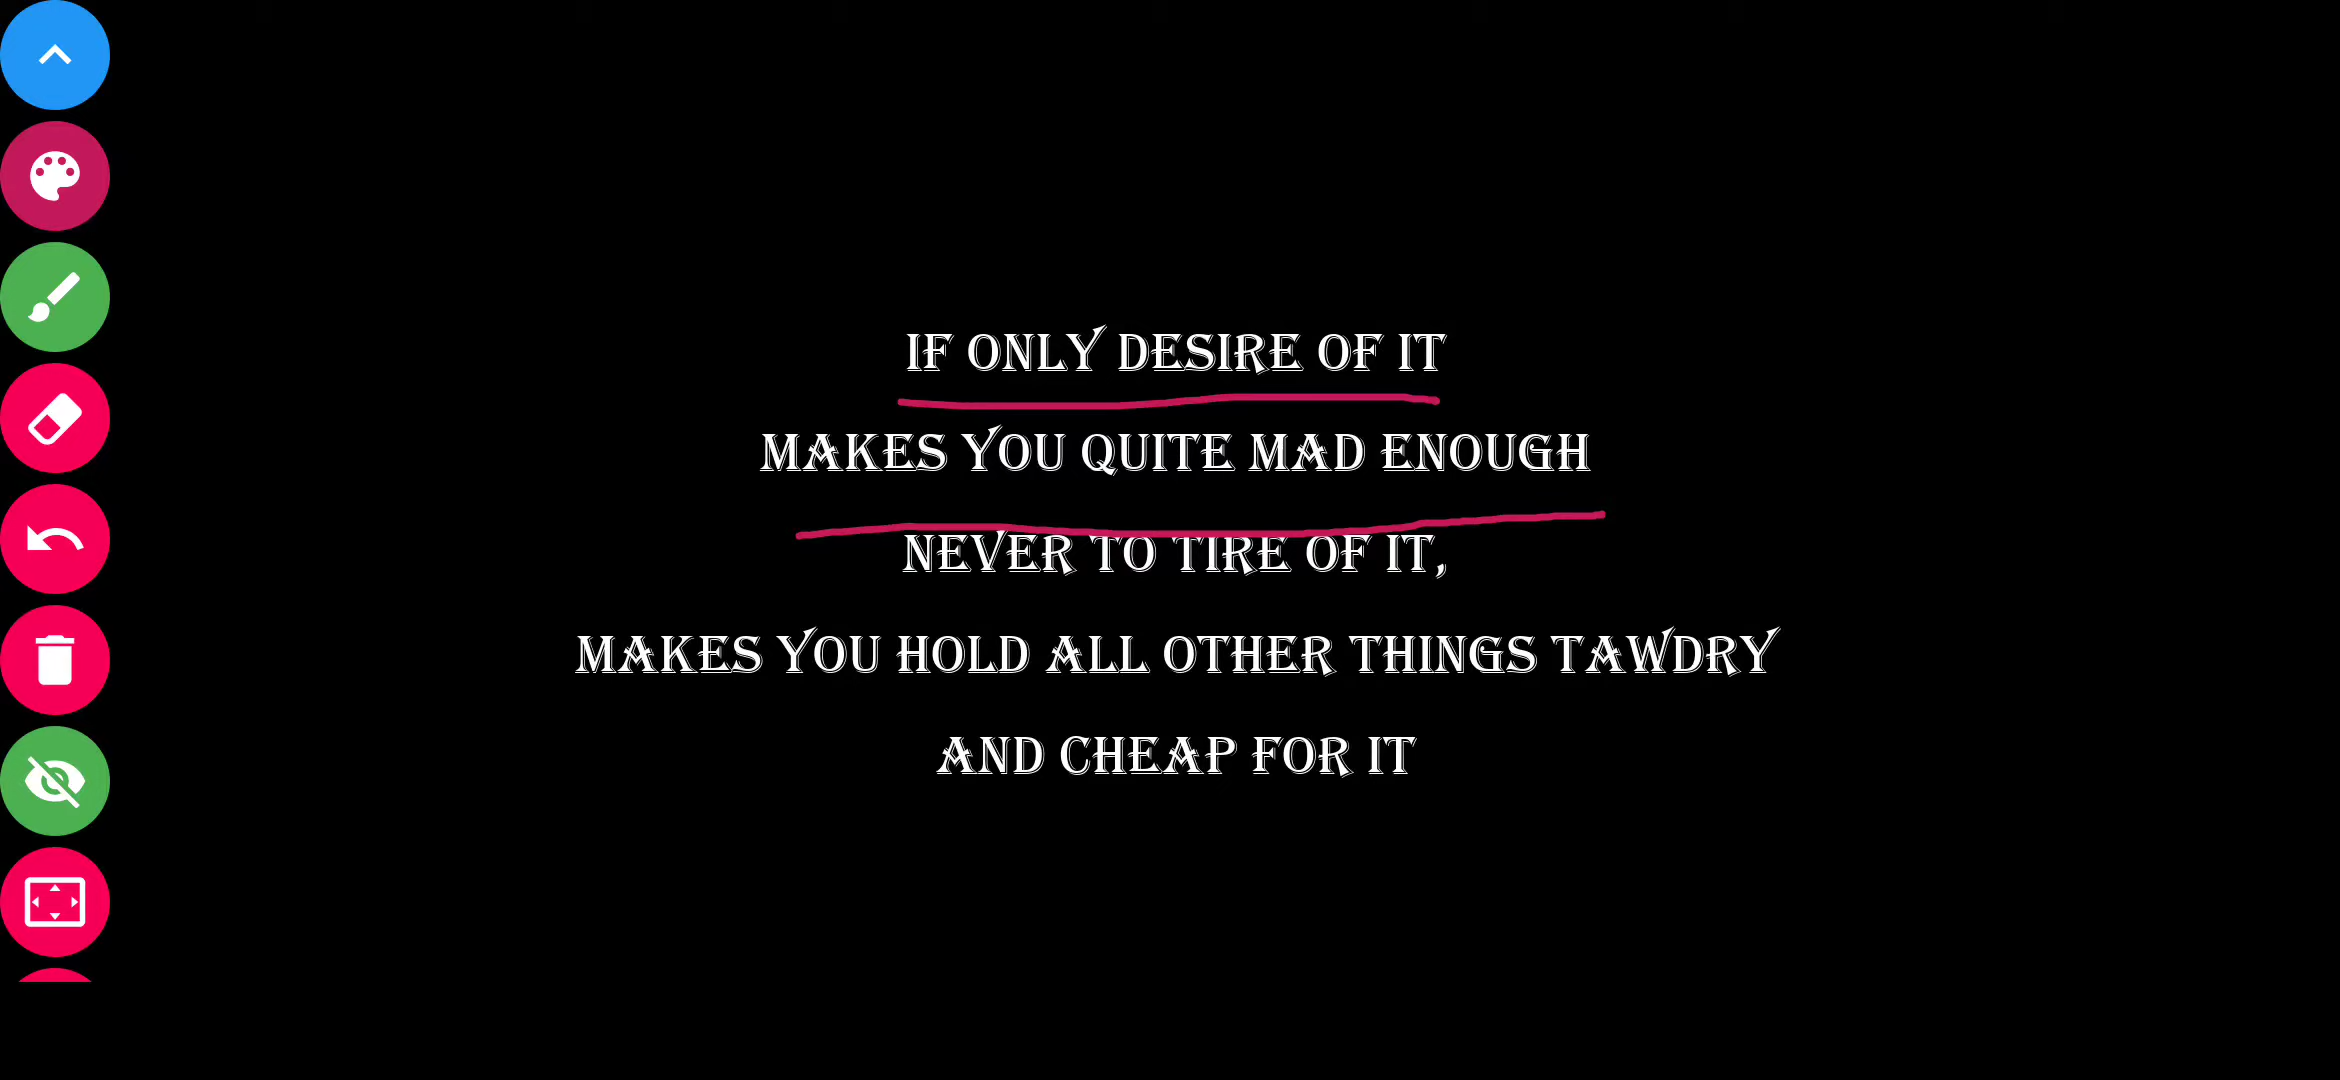 IF ONLY DESIRE OF IT
MAKES YOU QUITE MAD ENOUGH
NEVER TO TIRE OF IT,
MAKES YOU HOLD ALL OTHER THINGS TAWDRY
AND CHEAP FOR IT